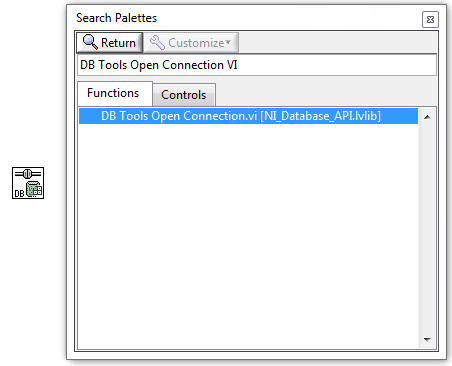 Search Palettes
Return Customize
DB Tools Open Connection VI
Functions Controls
DB Tools Open Connection.vi [NI_Database_API.lvlib]
DB